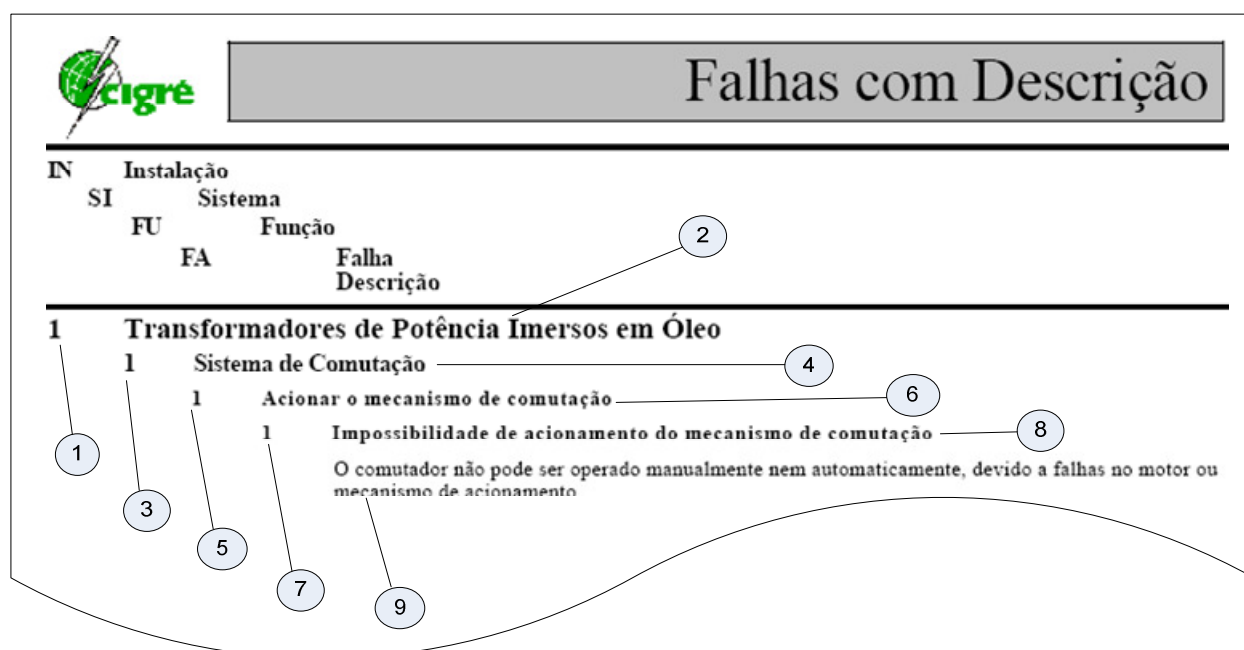 cigré
Falhas com Descrição
IN Instalação
SI Sistema
FU Função
FA Falha
Descrição
2
1 Transformadores de Potência Imersos em Óleo
1 Sistema de Comutação
4
1 Acionar o mecanismo de comutação
6
1 Impossibilidade de acionamento do mecanismo de comutação
8
1
O comutador não pode ser operado manualmente nem automaticamente, devido a falhas no motor ou
mecanismo de acionamento
3
5
7
9